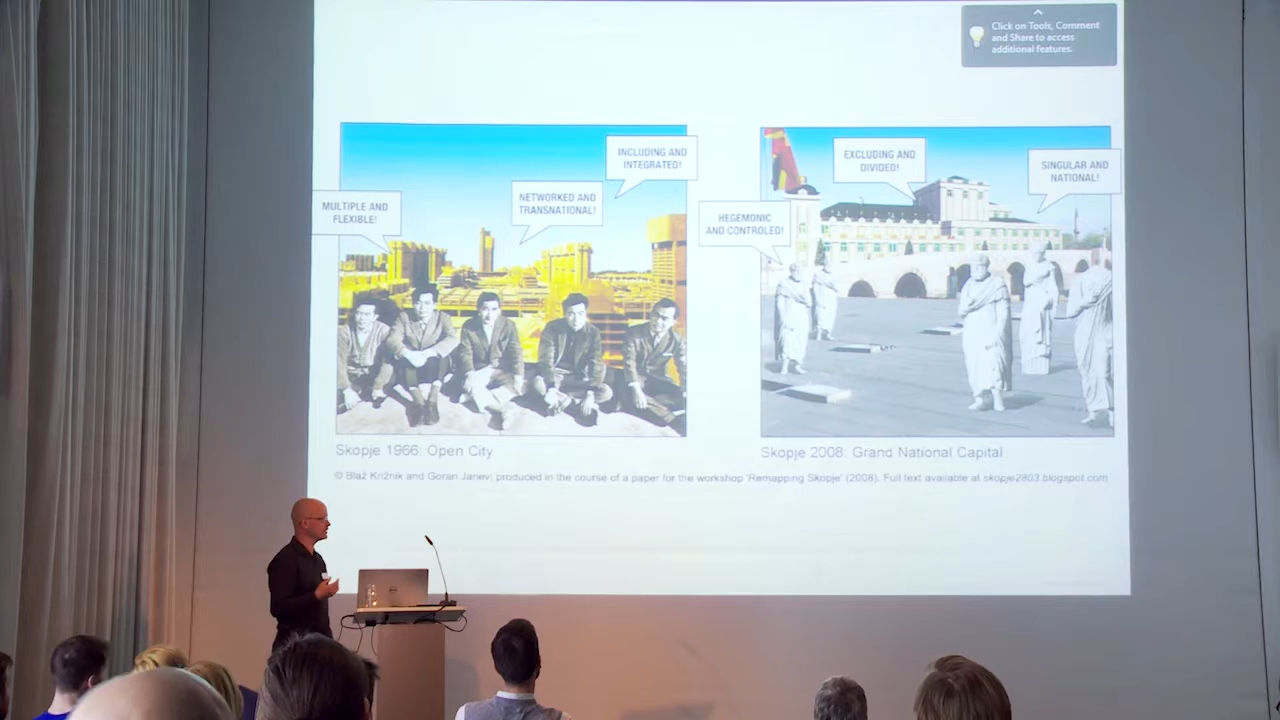 Click on Tools, Comment
and Share to access
additional features.
INCLUDING AND
INTEGRATED!
NETWORKED AND
TRANSNATIONAL!
MULTIPLE AND
FLEXIBLE!
EXCLUDING AND
DIVIDED!
SINGULAR AND
NATIONAL!
HEGEMONIC
AND CONTROLED!
Skopje 1966: Open City
Skopje 2008: Grand National Capital
© Blaž Križnik and Goran Janev; produced in the course of a paper for the workshop 'Remapping Skopje' (2008). Full text available at skopje2803.blogspot.com